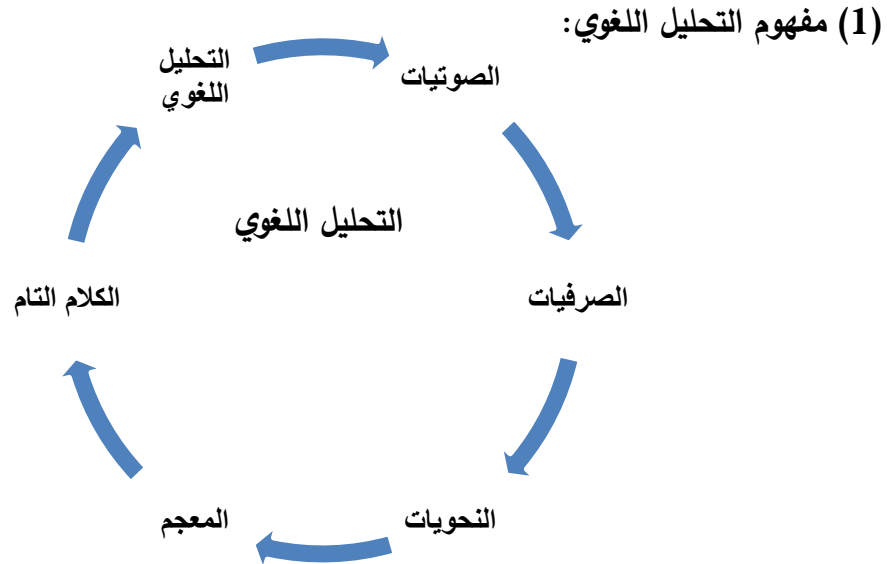 (1) مفهوم التحليل اللغوي:
التحليل
اللغوي
الصوتيات
التحليل اللغوي
الصرفيات
الكلام التام
النحويات
المعجم